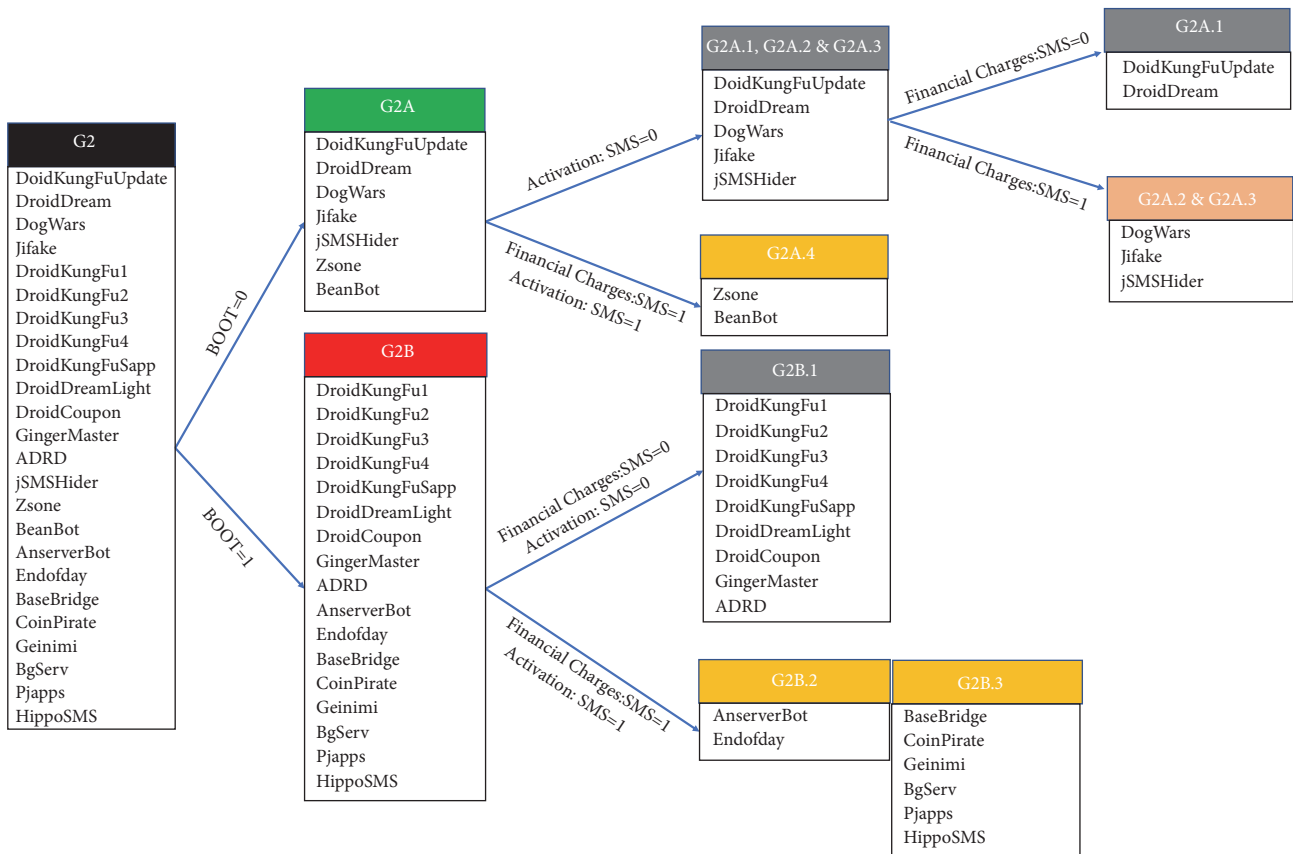 G2
DoidKungFuUpdate
DroidDream
DogWars
Jifake
DroidKungFu1
DroidKungFu2
DroidKungFu3
DroidKungFu4
DroidKungFuSapp
DroidDreamLight
DroidCoupon
GingerMaster
ADRD
jSMSHider
Zsone
BeanBot
AnserverBot
Endofday
BaseBridge
CoinPirate
Geinimi
BgServ
Pjapps
HippoSMS
BOOT=0
BOOT=1
G2A
DoidKungFuUpdate
DroidDream
DogWars
Jifake
jSMSHider
Zsone
BeanBot
G2B
DroidKungFu1
DroidKungFu2
DroidKungFu3
DroidKungFu4
DroidKungFuSapp
DroidDreamLight
DroidCoupon
GingerMaster
ADRD
AnserverBot
Endofday
BaseBridge
CoinPirate
Geinimi
BgServ
Pjapps
HippoSMS
Activation: SMS=0
Financial Charges:SMS=1
Activation: SMS=1
Financial Charges:SMS=0
Activation: SMS=0
Financial Charges:SMS=1
Activation: SMS=1
G2A.1, G2A.2 & G2A.3
DoidKungFuUpdate
DroidDream
DogWars
Jifake
jSMSHider
G2A.4
Zsone
BeanBot
G2B.1
DroidKungFu1
DroidKungFu2
DroidKungFu3
DroidKungFu4
DroidKungFuSapp
DroidDreamLight
DroidCoupon
GingerMaster
ADRD
G2B.2
AnserverBot
Endofday
G2B.3
BaseBridge
CoinPirate
Geinimi
BgServ
Pjapps
HippoSMS
Financial Charges:SMS=0
Financial Charges:SMS=1
G2A.1
DoidKungFuUpdate
DroidDream
G2A.2 & G2A.3
DogWars
Jifake
jSMSHider